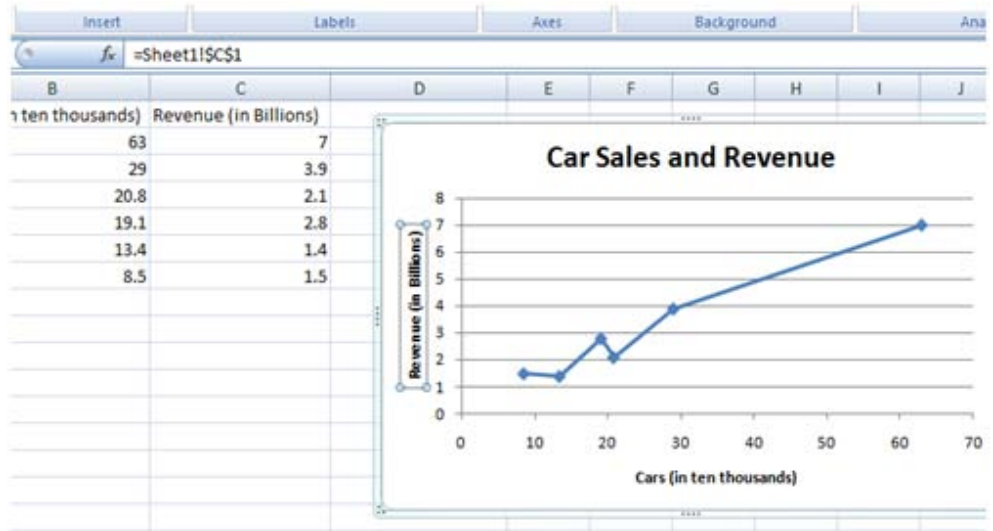 Insert Labels Axes Background Ana
fx =Sheet1!$C$1
B C D E F G H I J
ten thousands) Revenue (in Billions)
63 7
29 3.9
20.8 2.1
19.1 2.8
13.4 1.4
8.5 1.5
Car Sales and Revenue
8
7
6
5
4
3
2
1
0
Revenue (in Billions)
0 10 20 30 40 50 60 70
Cars (in ten thousands)